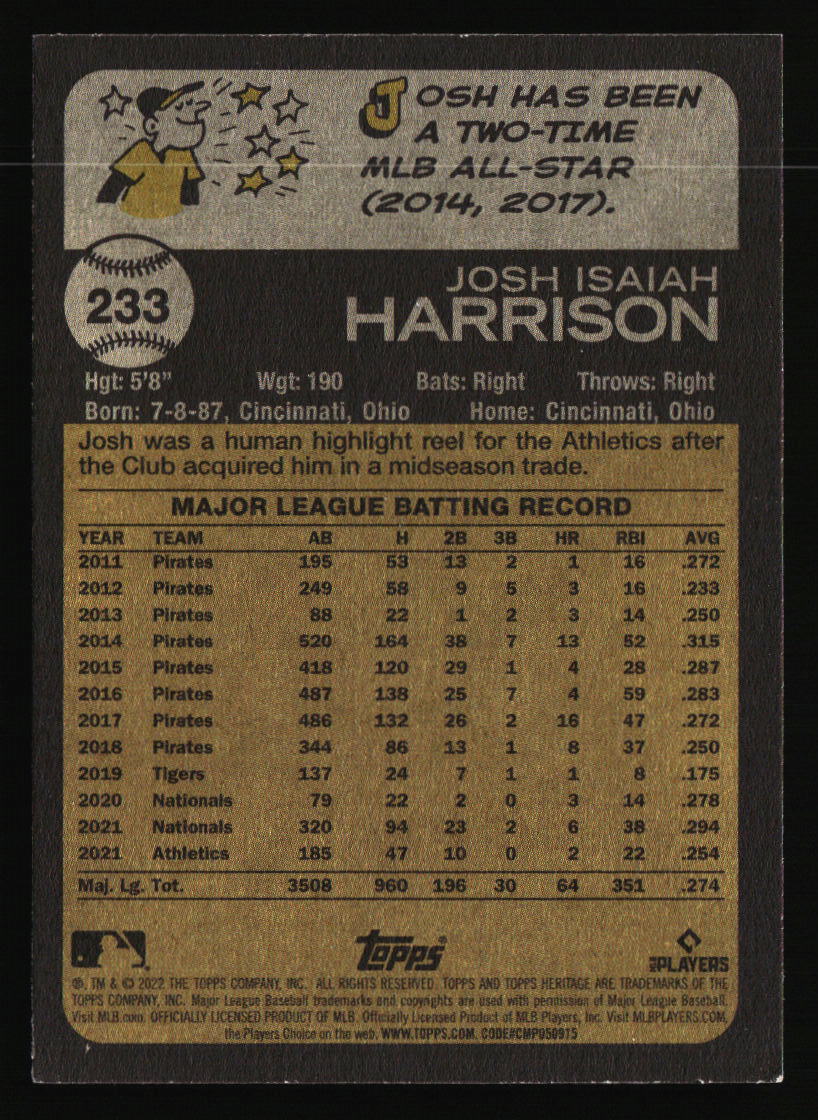 JOSH HAS BEEN
A TWO-TIME
MLB ALL-STAR
(2014, 2017).
233
JOSH ISAIAH
HARRISON
Hgt: 5'8" Wgt: 190 Bats: Right Throws: Right
Born: 7-8-87, Cincinnati, Ohio Home: Cincinnati, Ohio
Josh was a human highlight reel for the Athletics after
the Club acquired him in a midseason trade.
MAJOR LEAGUE BATTING RECORD
YEAR TEAM AB H 2B 3B HR RBI AVG
2011 Pirates 195 53 13 2 1 16 .272
2012 Pirates 249 58 9 5 3 16 .233
2013 Pirates 88 22 1 2 3 14 .250
2014 Pirates 520 164 38 7 13 52 .315
2015 Pirates 418 120 29 1 4 28 .287
2016 Pirates 487 138 25 7 4 59 .283
2017 Pirates 486 132 26 2 16 47 .272
2018 Pirates 344 86 13 1 8 37 .250
2019 Tigers 137 24 7 1 1 8 .175
2020 Nationals 79 22 2 0 3 14 .278
2021 Nationals 320 94 23 2 6 38 .294
2021 Athletics 185 47 10 0 2 22 .254
Maj. Lg. Tot. 3508 960 196 30 64 351 .274
topps
MLB PLAYERS
®, TM & © 2022 THE TOPPS COMPANY, INC. ALL RIGHTS RESERVED. TOPPS AND TOPPS HERITAGE ARE TRADEMARKS OF THE
TOPPS COMPANY, INC. Major League Baseball trademarks and copyrights are used with permission of Major League Baseball.
Visit MLB.com. OFFICIALLY LICENSED PRODUCT OF MLB. Officially Licensed Product of MLB Players, Inc. Visit MLBPLAYERS.COM,
the Players Choice on the web. WWW.TOPPS.COM. CODE#CMP050915